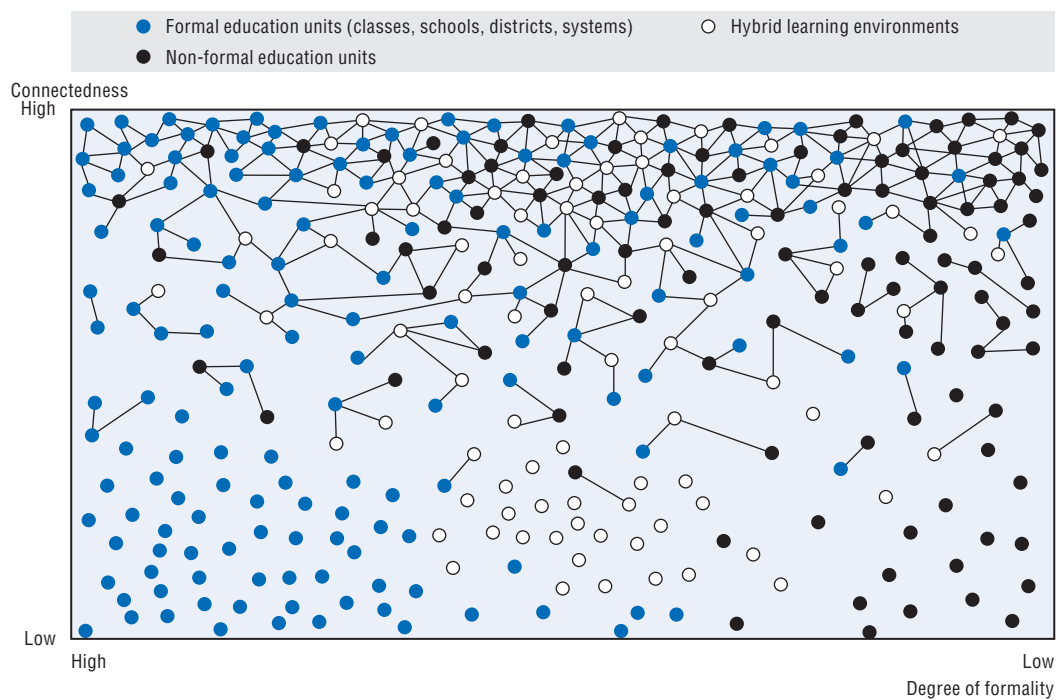 Formal education units (classes, schools, districts, systems)
Hybrid learning environments
Non-formal education units
Connectedness
High
Low
High
Low
Degree of formality